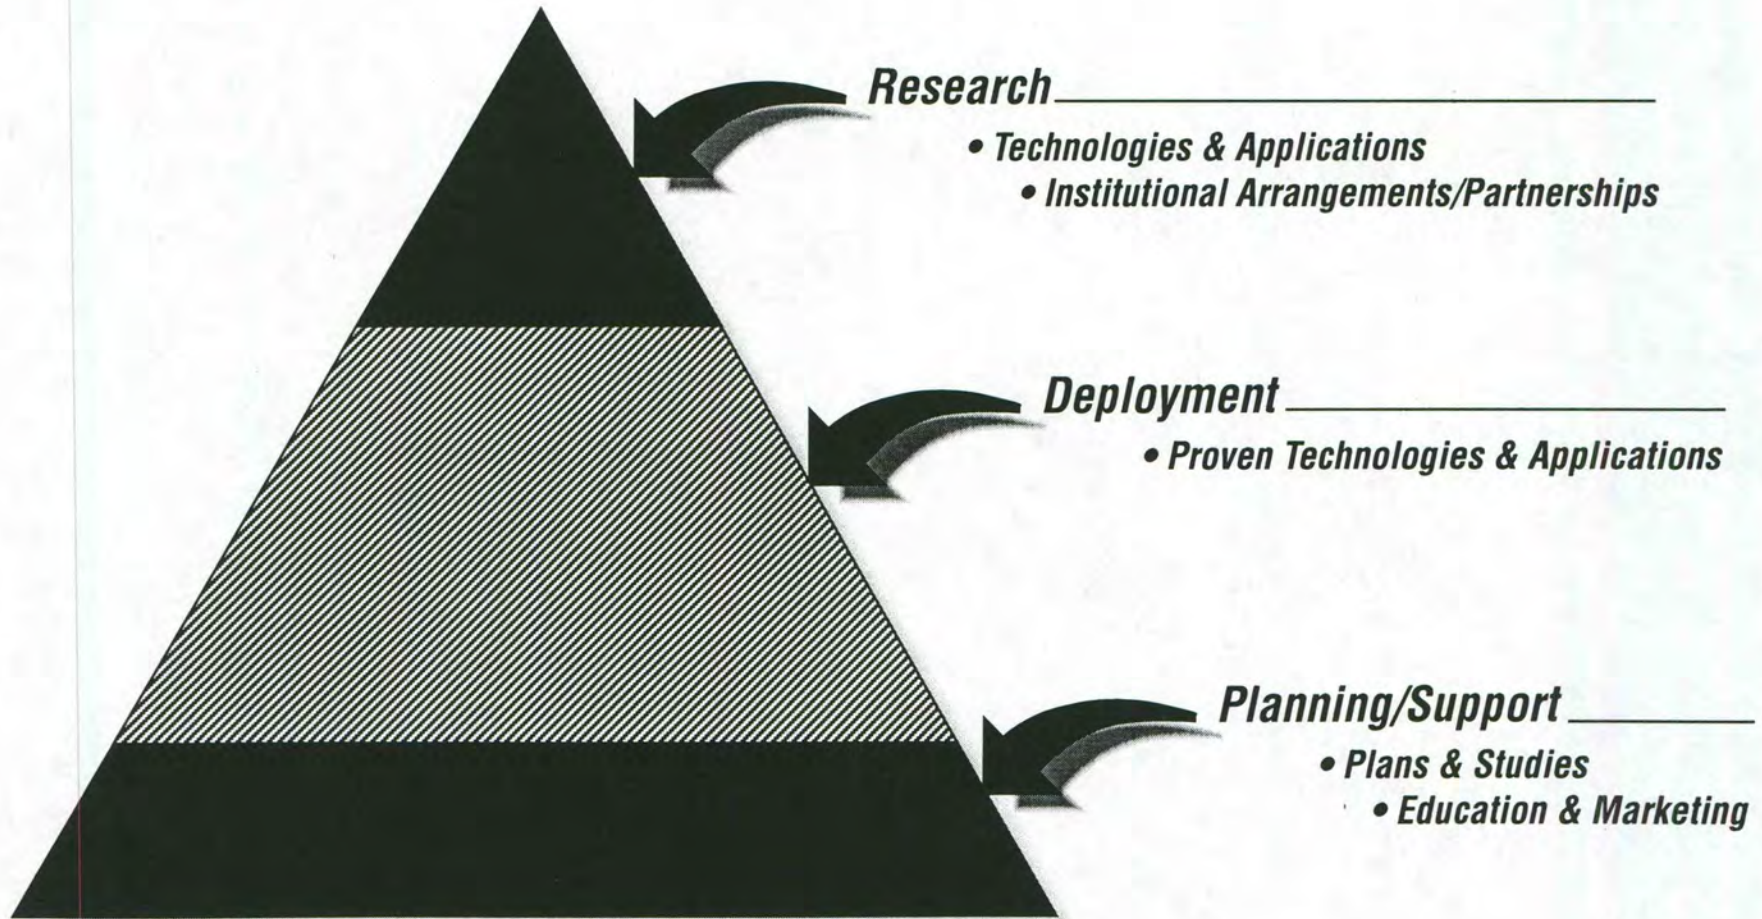 Research
• Technologies & Applications
• Institutional Arrangements/Partnerships
Deployment
• Proven Technologies & Applications
Planning/Support
• Plans & Studies
• Education & Marketing